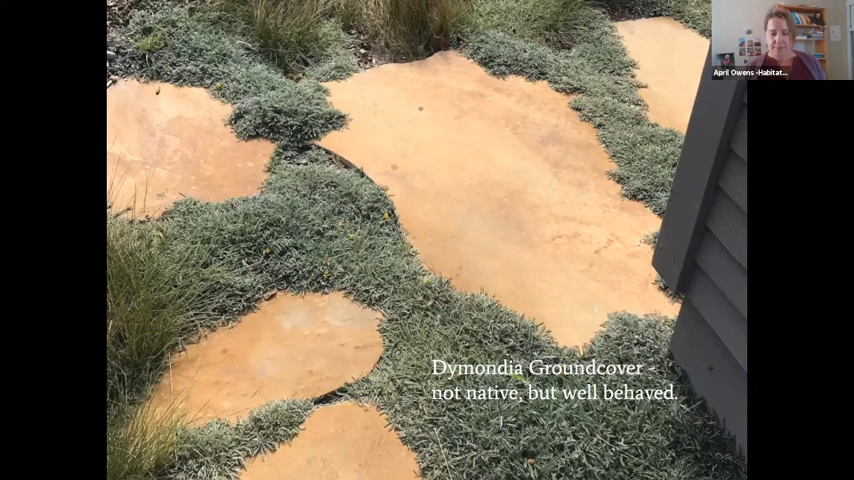 April Owens -Habitat...
Dymondia Groundcover -
not native, but well behaved.